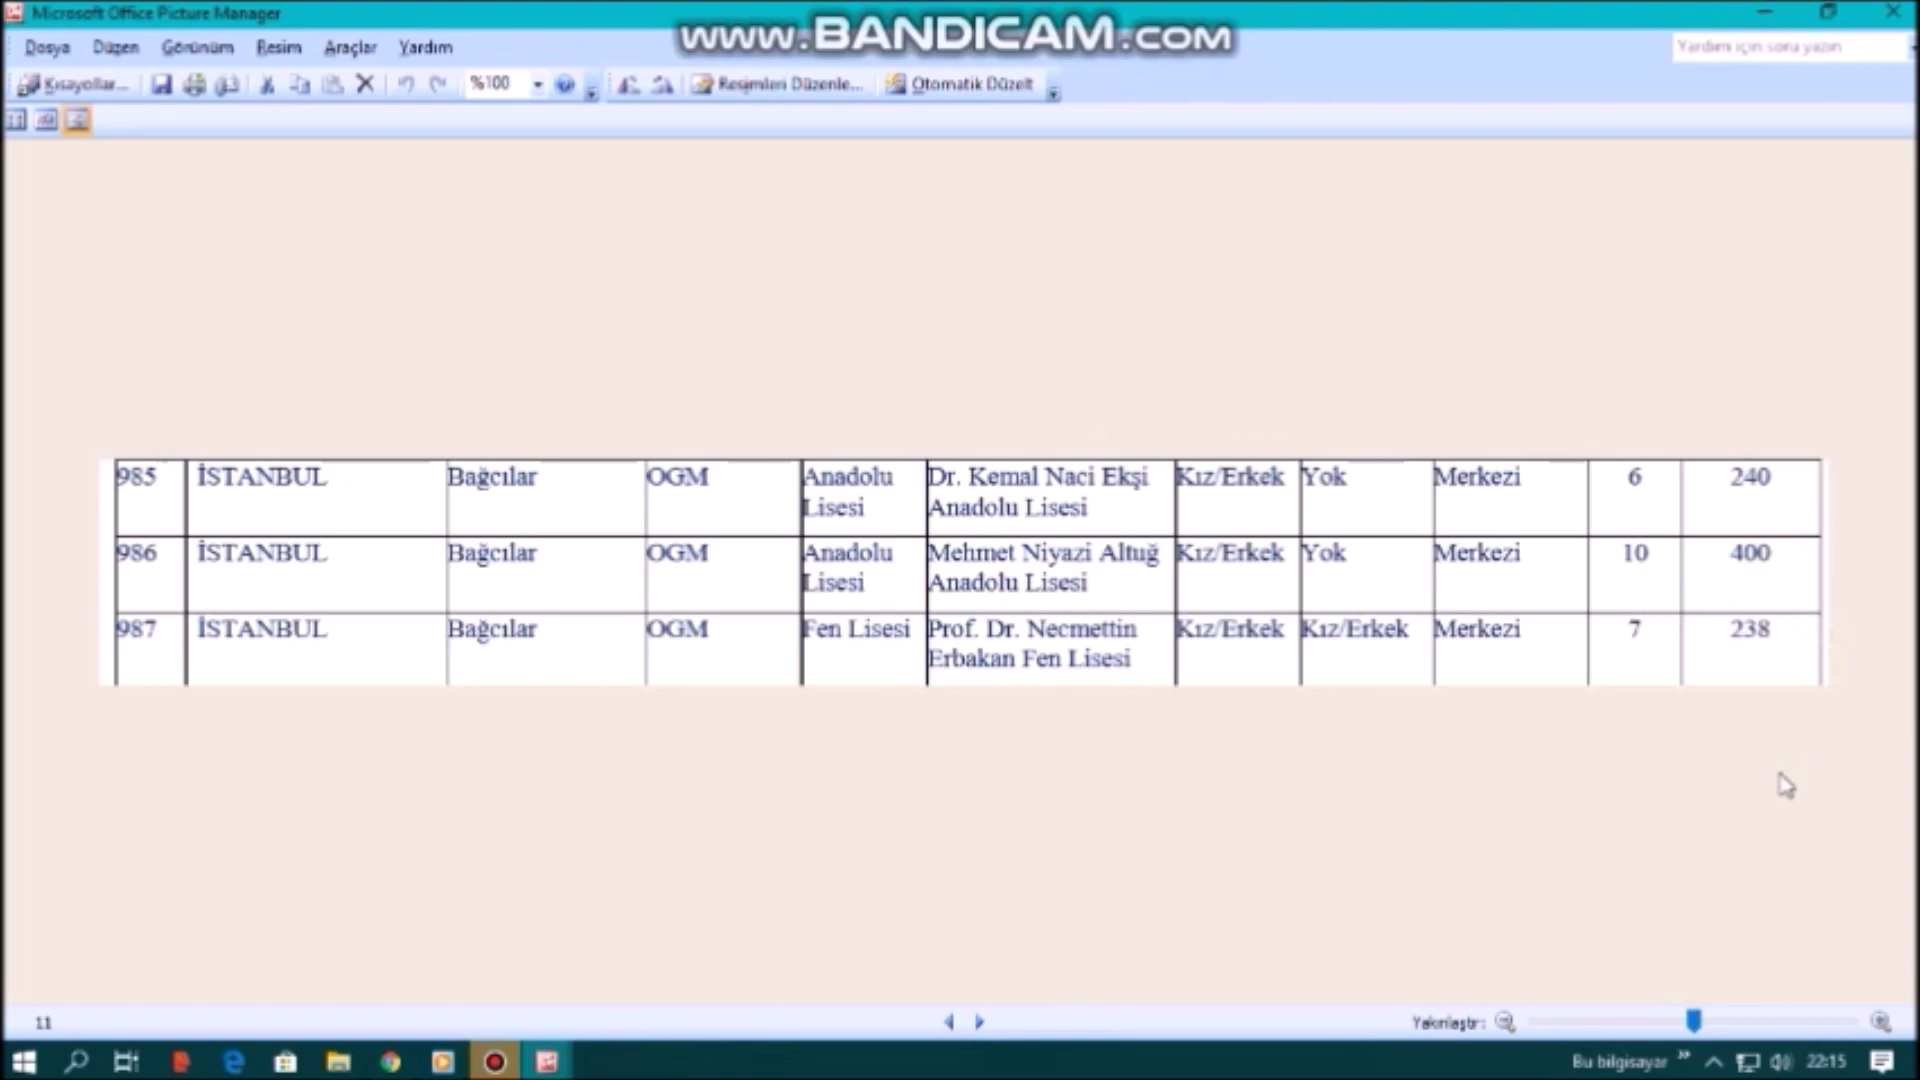 Microsoft Office Picture Manager
www.BANDICAM.com
Dosya Düzen Görünüm Resim Araçlar Yardım
Yardım için soru yazın
Kısayollar... %100 Resimleri Düzenle... Otomatik Düzelt
985 İSTANBUL Bağcılar OGM Anadolu Lisesi Dr. Kemal Naci Ekşi Anadolu Lisesi Kız/Erkek Yok Merkezi 6 240
986 İSTANBUL Bağcılar OGM Anadolu Lisesi Mehmet Niyazi Altuğ Anadolu Lisesi Kız/Erkek Yok Merkezi 10 400
987 İSTANBUL Bağcılar OGM Fen Lisesi Prof. Dr. Necmettin Erbakan Fen Lisesi Kız/Erkek Kız/Erkek Merkezi 7 238
11
Yakınlaştır:
Bu bilgisayar
22:15